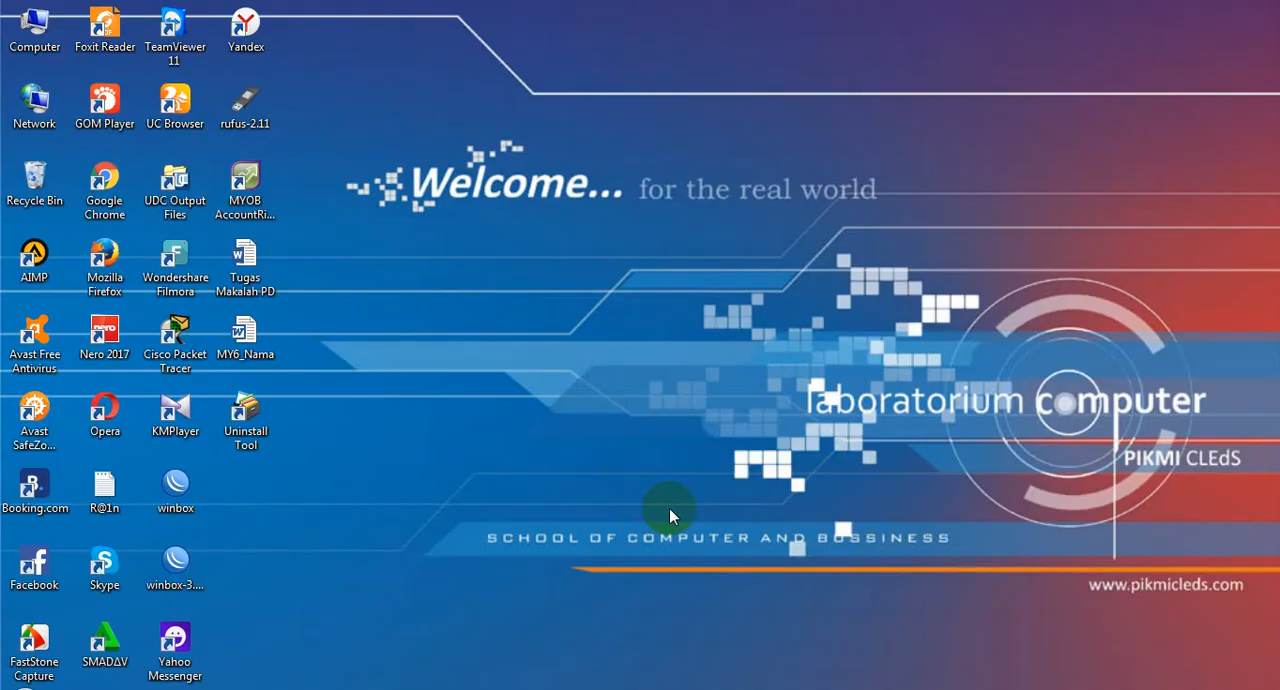 Computer
Foxit Reader
TeamViewer
11
Yandex
Network
GOM Player
UC Browser
rufus-2.11
Recycle Bin
Google
Chrome
UDC Output
Files
MYOB
AccountRi...
AIMP
Mozilla
Firefox
Wondershare
Filmora
Tugas
Makalah PD
Avast Free
Antivirus
nero
Nero 2017
Cisco Packet
Tracer
MY6_Nama
Avast
SafeZo...
Opera
KMPlayer
Uninstall
Tool
B.
Booking.com
R@1n
winbox
Facebook
Skype
winbox-3....
FastStone
Capture
SMADΔV
Yahoo
Messenger
Welcome... for the real world
laboratorium computer
PIKMI CLEdS
SCHOOL OF COMPUTER AND BUSSINESS
www.pikmicleds.com